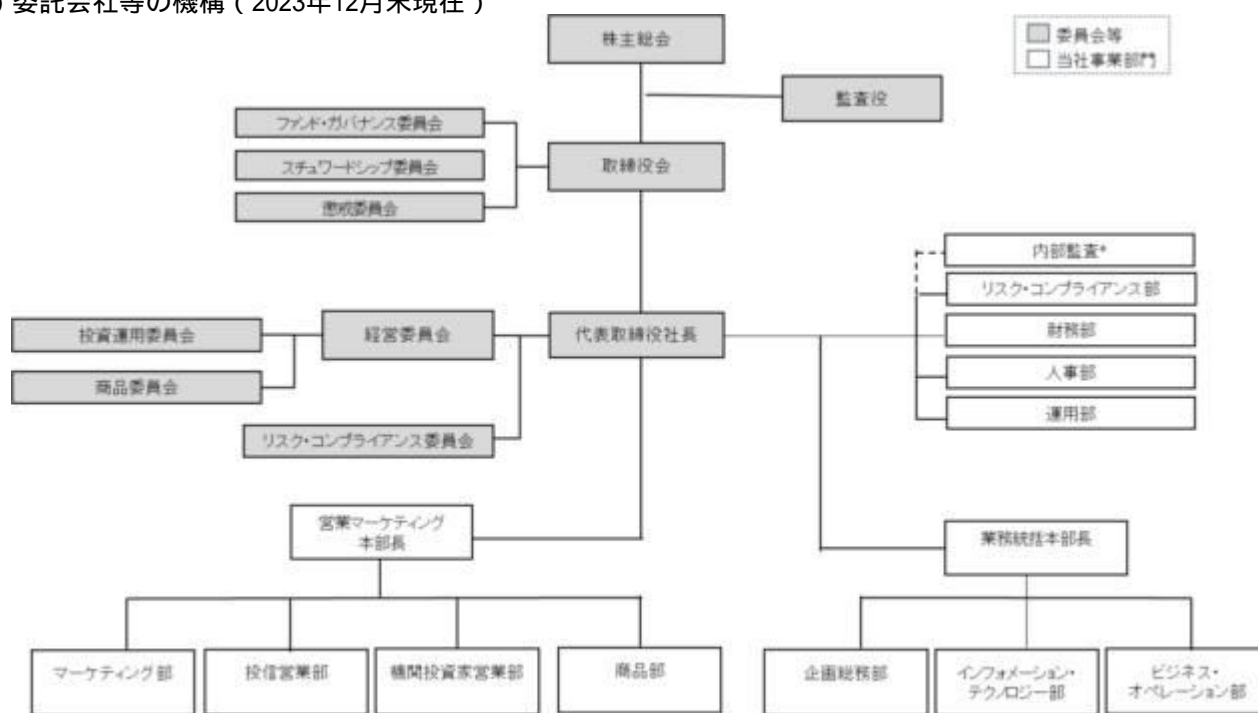 委託会社等の機構（2023年12月末現在）
株主総会
委員会等
当社事業部門
監査役
ファンド・ガバナンス委員会
スチュワードシップ委員会
懲戒委員会
取締役会
内部監査*
リスク・コンプライアンス部
財務部
人事部
運用部
投資運用委員会
商品委員会
経営委員会
代表取締役社長
リスク・コンプライアンス委員会
営業マーケティング
本部長
業務統括本部長
マーケティング部
投信営業部
機関投資家営業部
商品部
企画総務部
インフォメーション・
テクノロジー部
ビジネス・
オペレーション部